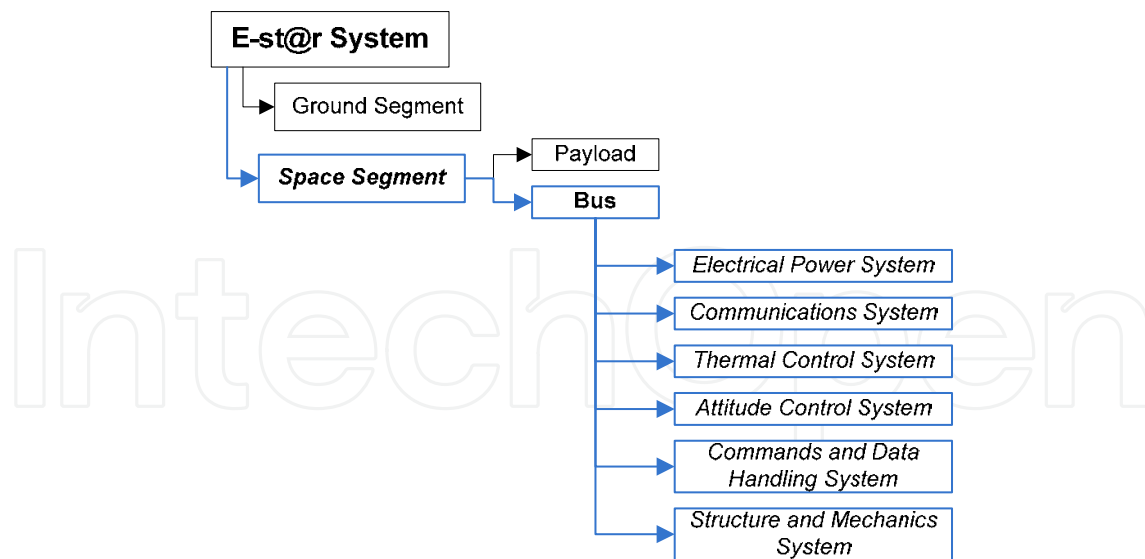 E-st@r System
Ground Segment
Payload
Space Segment
Bus
Electrical Power System
Communications System
Thermal Control System
Attitude Control System
Commands and Data
Handling System
Structure and Mechanics
System
IntechOpen